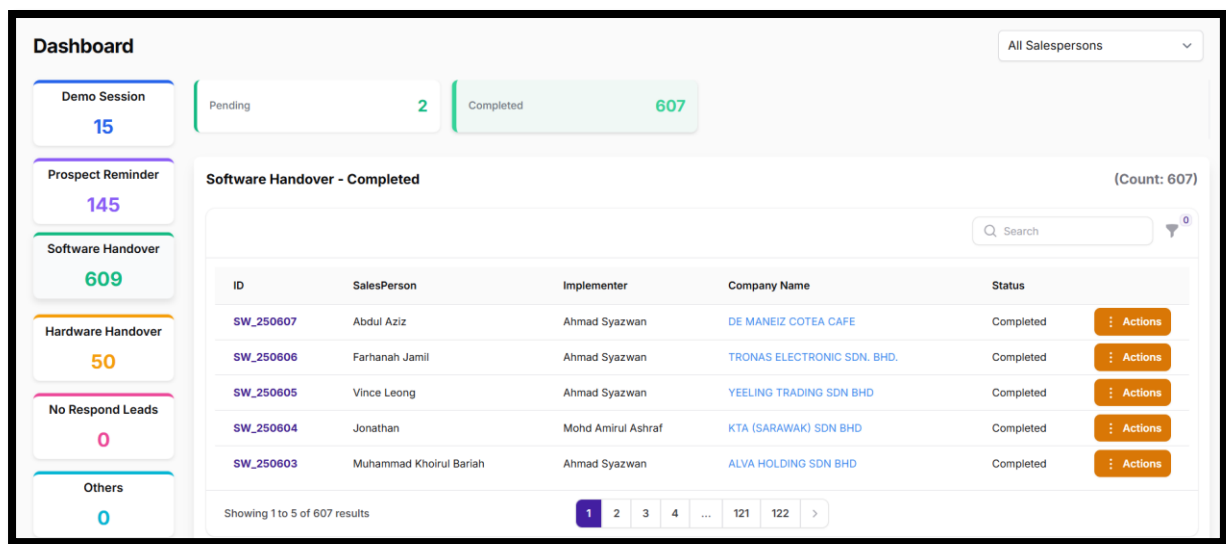 Dashboard
All Salespersons
Demo Session
15
Prospect Reminder
145
Software Handover
609
Hardware Handover
50
No Respond Leads
0
Others
0
Pending 2
Completed 607
Software Handover - Completed (Count: 607)
Search 0
ID SalesPerson Implementer Company Name Status
SW_250607 Abdul Aziz Ahmad Syazwan DE MANEIZ COTEA CAFE Completed Actions
SW_250606 Farhanah Jamil Ahmad Syazwan TRONAS ELECTRONIC SDN. BHD. Completed Actions
SW_250605 Vince Leong Ahmad Syazwan YEELING TRADING SDN BHD Completed Actions
SW_250604 Jonathan Mohd Amirul Ashraf KTA (SARAWAK) SDN BHD Completed Actions
SW_250603 Muhammad Khoirul Bariah Ahmad Syazwan ALVA HOLDING SDN BHD Completed Actions
Showing 1 to 5 of 607 results 1 2 3 4 ... 121 122 >